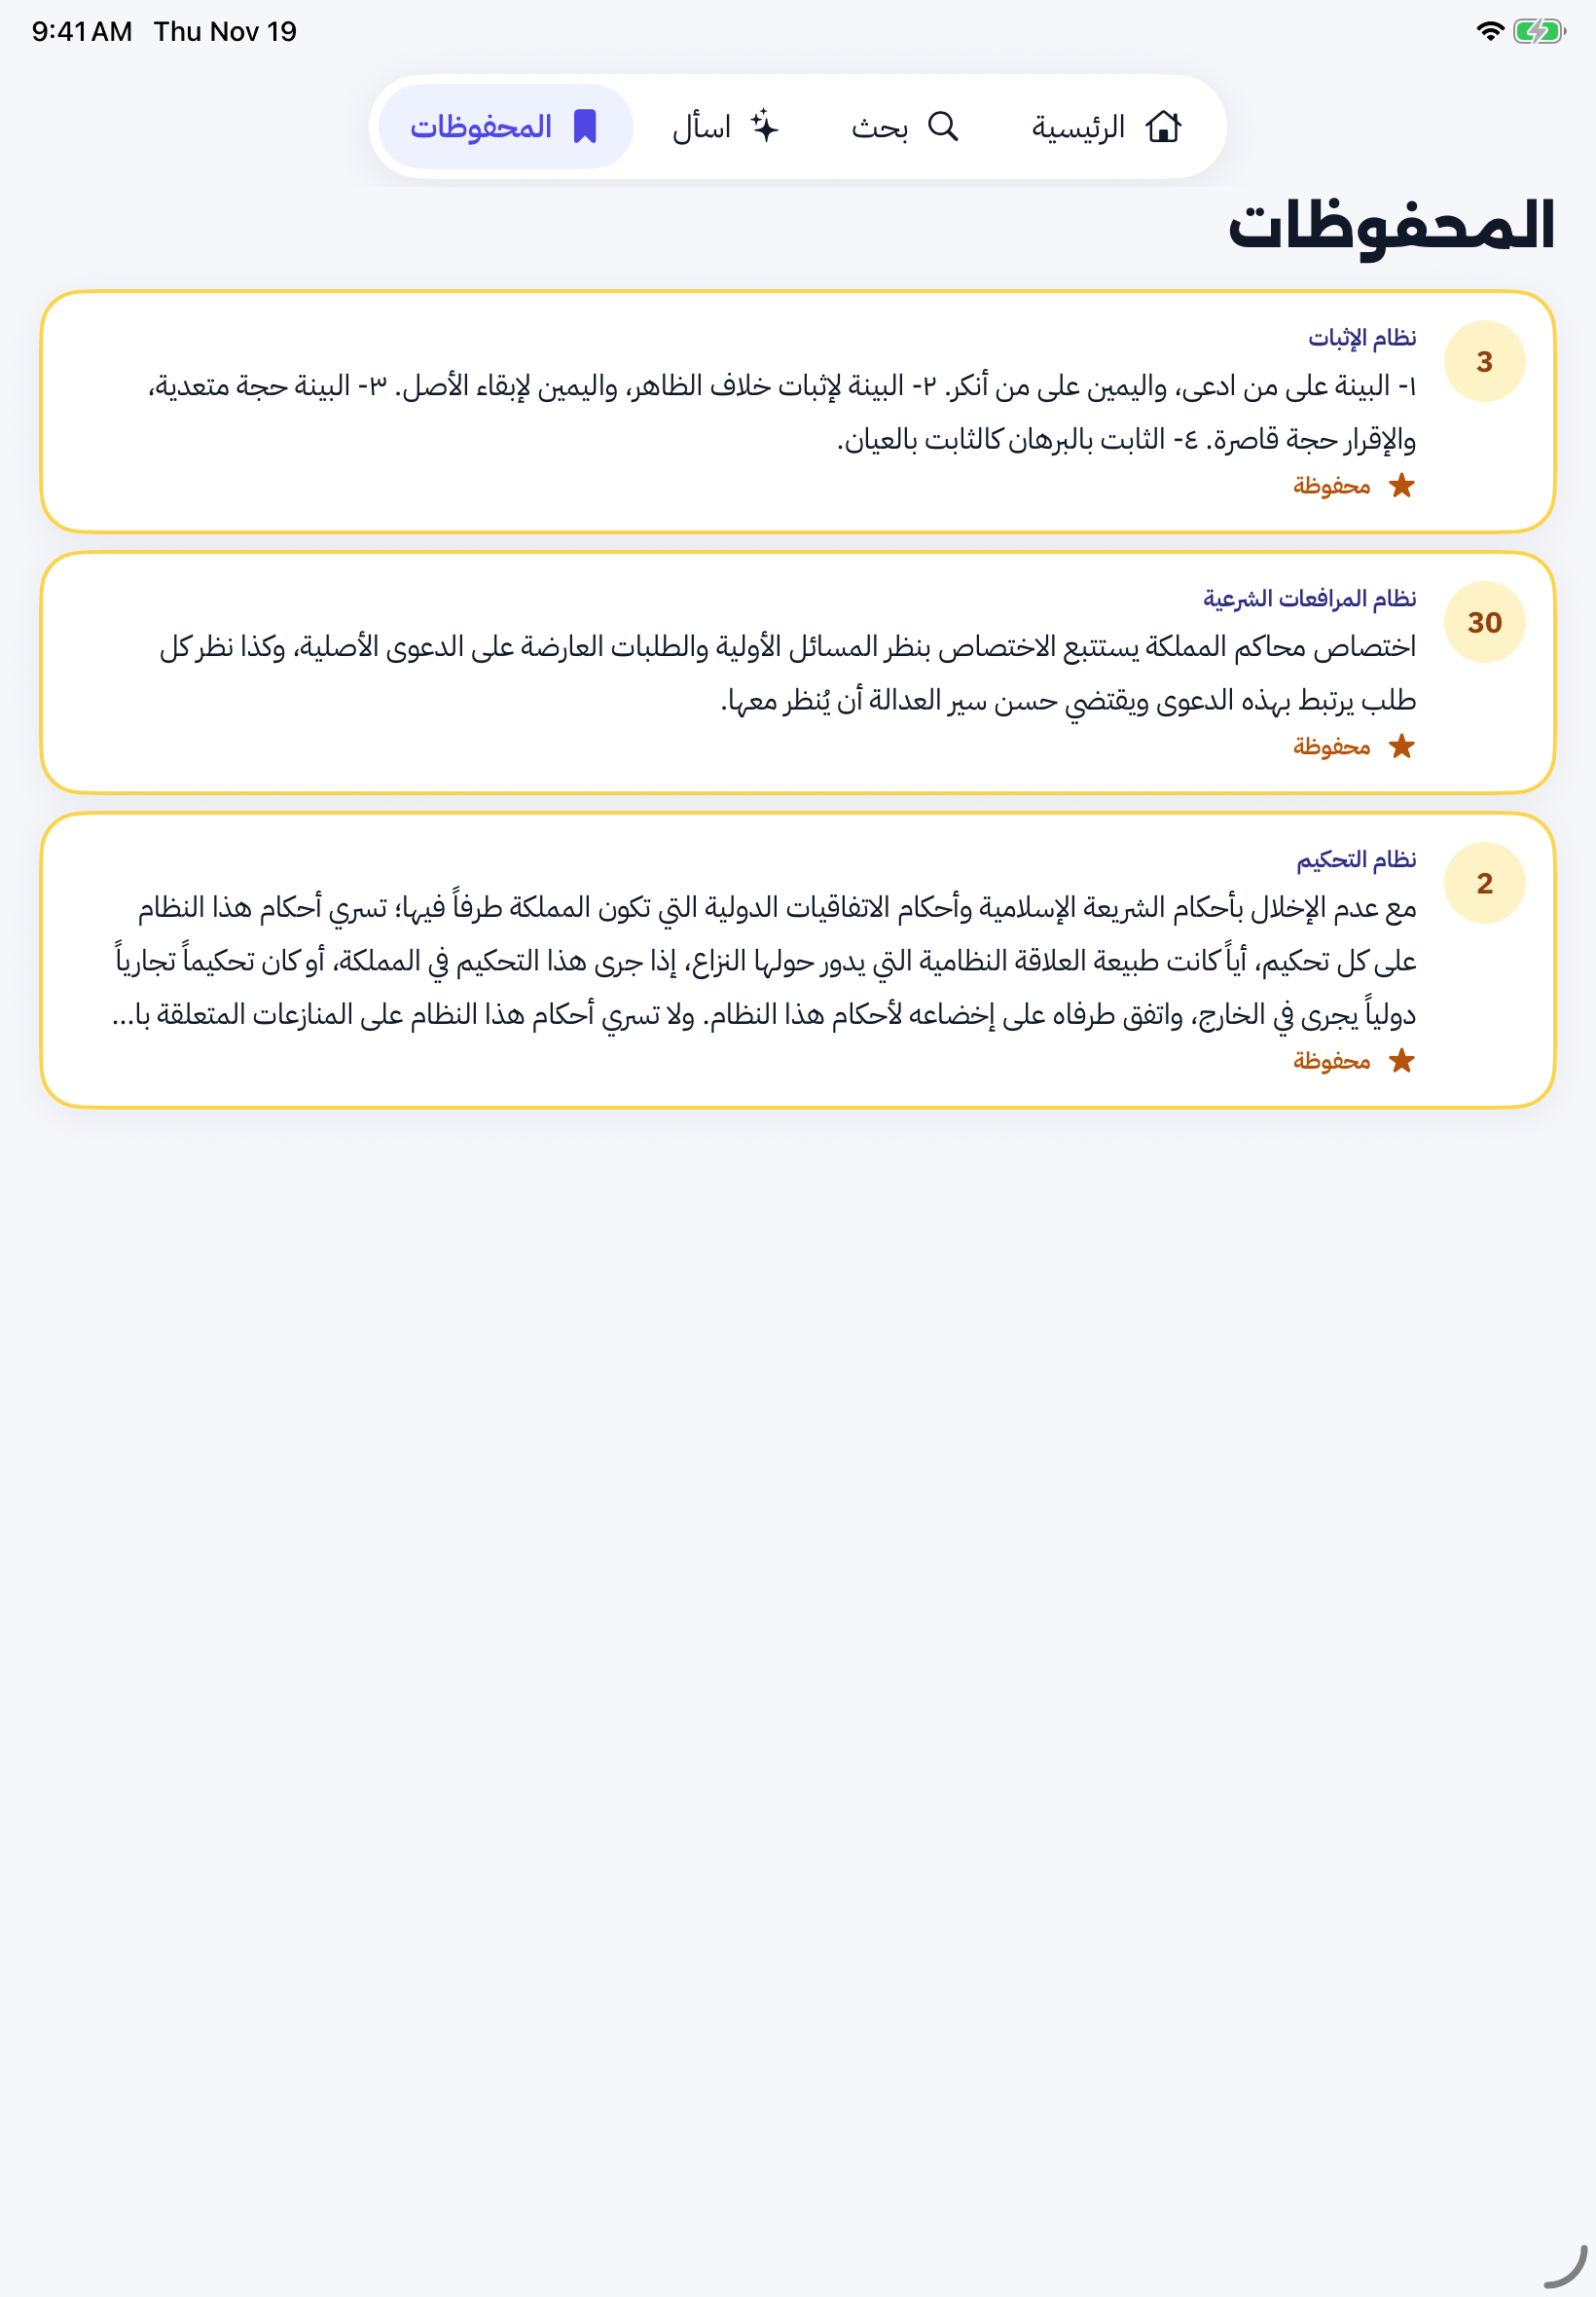 9:41 AM Thu Nov 19
الرئيسية
بحث
اسأل
المحفوظات
المحفوظات
3
نظام الإثبات
١- البينة على من ادعى، واليمين على من أنكر. ٢- البينة لإثبات خلاف الظاهر، واليمين لإبقاء الأصل. ٣- البينة حجة متعدية،
والإقرار حجة قاصرة. ٤- الثابت بالبرهان كالثابت بالعيان.
محفوظة
30
نظام المرافعات الشرعية
اختصاص محاكم المملكة يستتبع الاختصاص بنظر المسائل الأولية والطلبات العارضة على الدعوى الأصلية، وكذا نظر كل
طلب يرتبط بهذه الدعوى ويقتضي حسن سير العدالة أن يُنظر معها.
محفوظة
2
نظام التحكيم
مع عدم الإخلال بأحكام الشريعة الإسلامية وأحكام الاتفاقيات الدولية التي تكون المملكة طرفاً فيها؛ تسري أحكام هذا النظام
على كل تحكيم، أياً كانت طبيعة العلاقة النظامية التي يدور حولها النزاع، إذا جرى هذا التحكيم في المملكة، أو كان تحكيماً تجارياً
دولياً يجرى في الخارج، واتفق طرفاه على إخضاعه لأحكام هذا النظام. ولا تسري أحكام هذا النظام على المنازعات المتعلقة با...
محفوظة